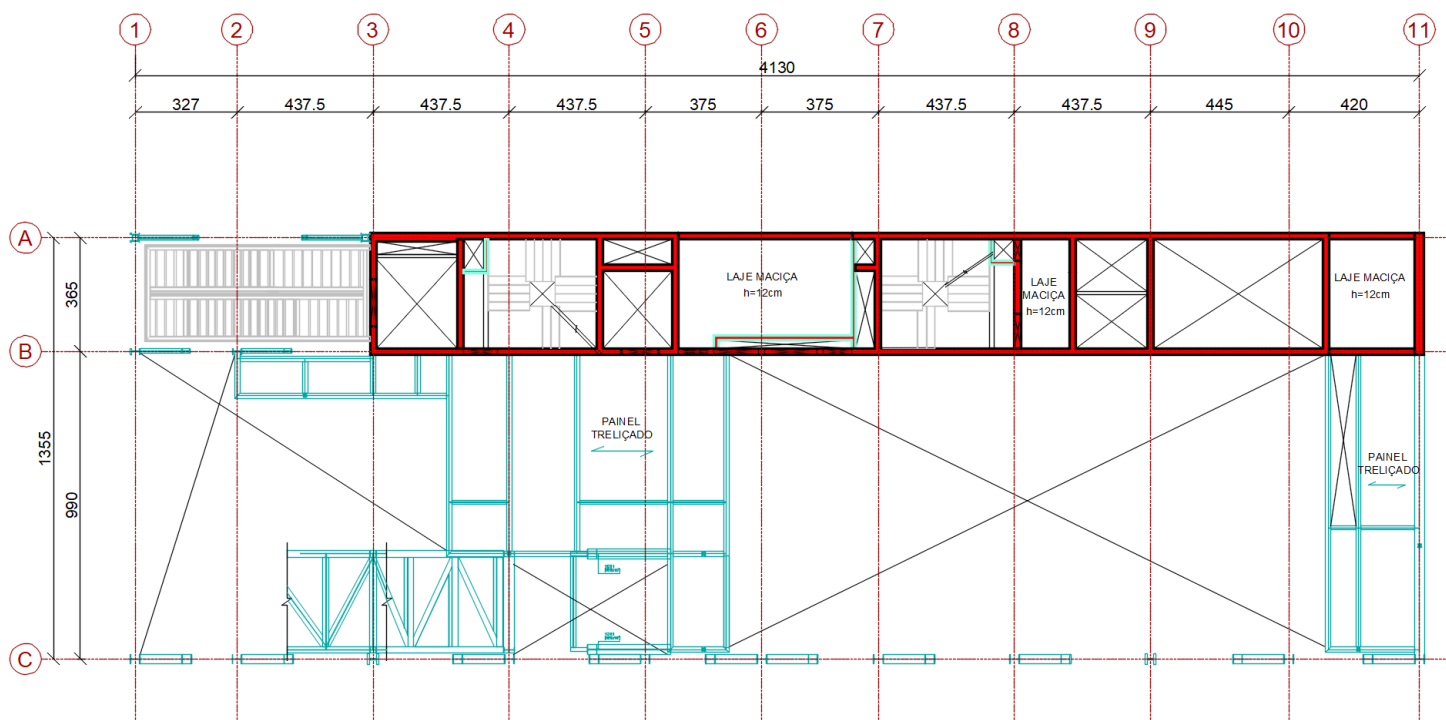 1 2 3 4 5 6 7 8 9 10 11
4130
327 437.5 437.5 437.5 375 375 437.5 437.5 445 420
A
B
C
365
1355
990
LAJE MACIÇA
h=12cm
LAJE
MACIÇA
h=12cm
LAJE MACIÇA
h=12cm
PAINEL
TRELIÇADO
PAINEL
TRELIÇADO